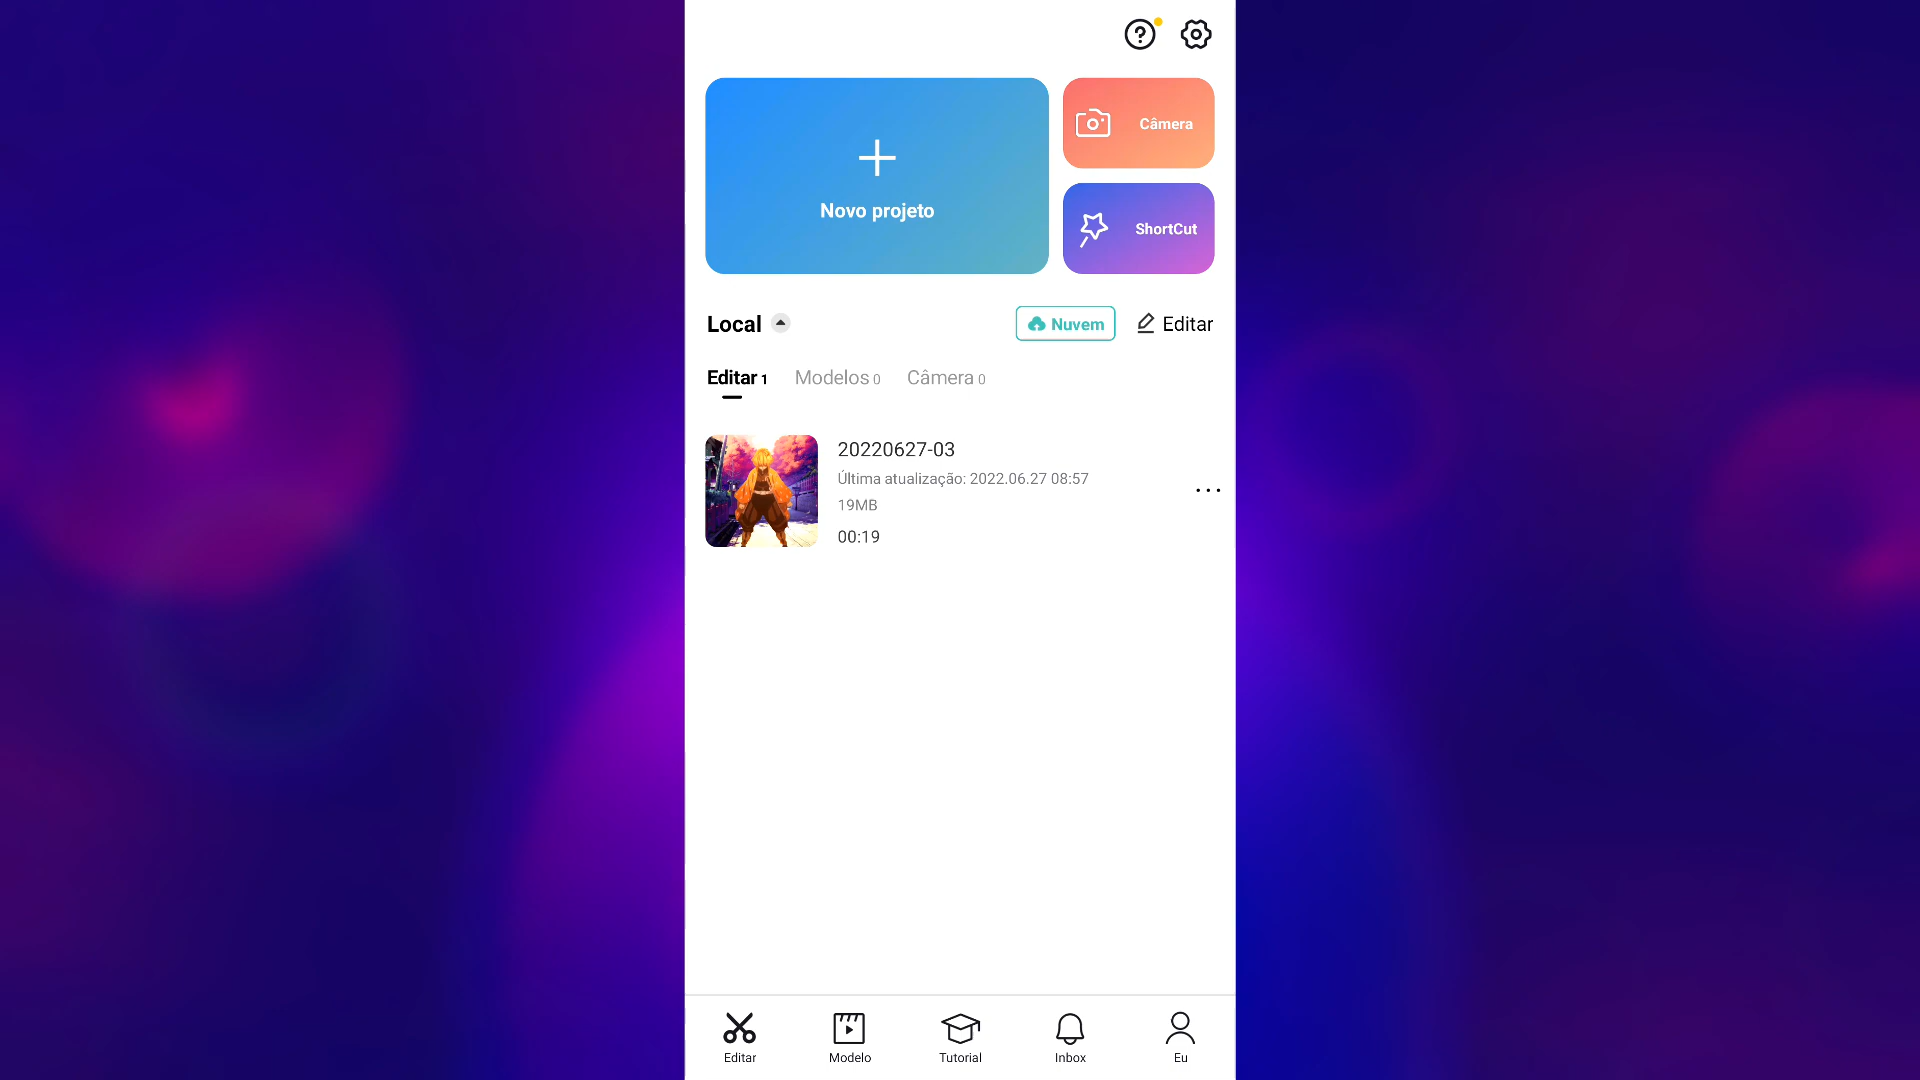 Novo projeto
Câmera
ShortCut
Local
Nuvem
Editar
Editar 1
Modelos 0
Câmera 0
20220627-03
Última atualização: 2022.06.27 08:57
19MB
00:19
Editar
Modelo
Tutorial
Inbox
Eu